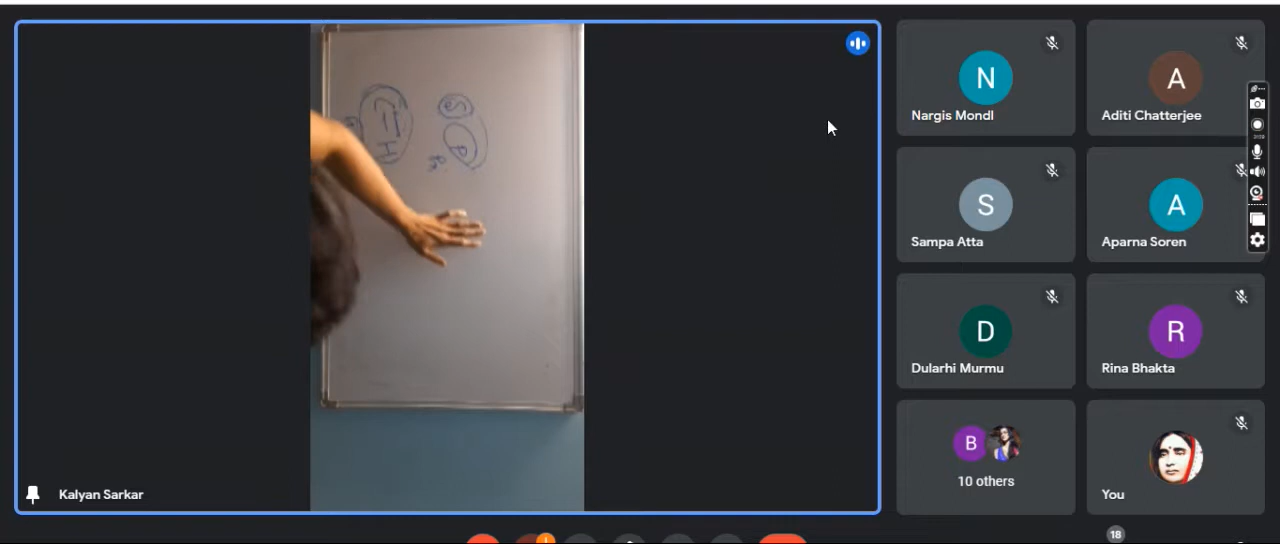 N
Nargis Mondl
A
Aditi Chatterjee
S
Sampa Atta
A
Aparna Soren
D
Dularhi Murmu
R
Rina Bhakta
B
10 others
You
Kalyan Sarkar
18
S
P